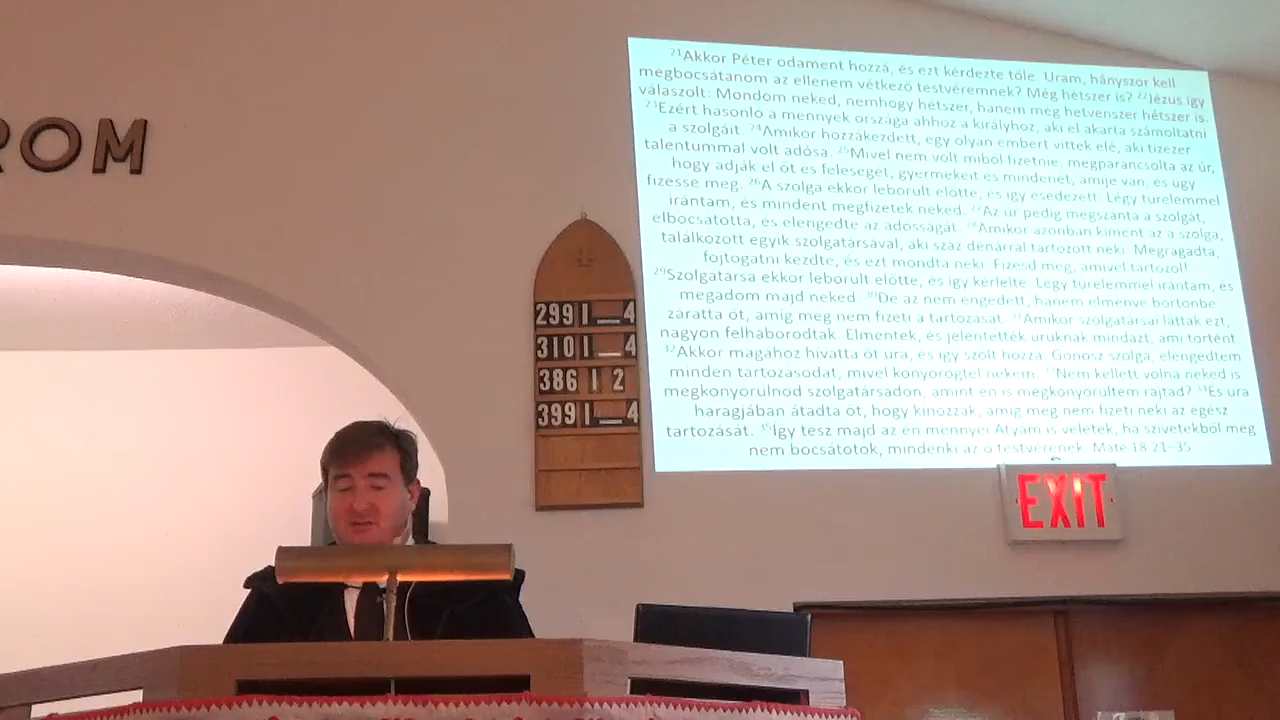 ROM
21Akkor Péter odament hozzá, és ezt kérdezte tőle: Uram, hányszor kell
megbocsátanom az ellenem vétkező testvéremnek? Még hétszer is? 22Jézus így
válaszolt: Mondom neked, nemhogy hétszer, hanem még hetvenszer hétszer is.
23Ezért hasonló a mennyek országa ahhoz a királyhoz, aki el akarta számoltatni
a szolgáit. 24Amikor hozzákezdett, egy olyan embert vittek elé, aki tízezer
talentummal volt adósa. 25Mivel nem volt miből fizetnie, megparancsolta az úr,
hogy adják el őt és feleségét, gyermekeit és mindenét, amije van, és úgy
fizesse meg. 26A szolga ekkor leborult előtte, és így esedezett: Légy türelemmel
irántam, és mindent megfizetek neked. 27Az úr pedig megszánta a szolgát,
elbocsátotta, és elengedte az adósságát. 28Amikor azonban kiment az a szolga,
találkozott egyik szolgatársával, aki száz dénárral tartozott neki. Megragadta,
fojtogatni kezdte, és ezt mondta neki: Fizesd meg, amivel tartozol!
29Szolgatársa ekkor leborult előtte, és így kérlelte: Légy türelemmel irántam, és
megadom majd neked. 30De az nem engedett, hanem elmenve börtönbe
záratta őt, amíg meg nem fizeti a tartozását. 31Amikor szolgatársai látták ezt,
nagyon felháborodtak. Elmentek, és jelentették uruknak mindazt, ami történt.
32Akkor magához hívatta őt ura, és így szólt hozzá: Gonosz szolga, elengedtem
minden tartozásodat, mivel könyörögtél nekem. 33Nem kellett volna neked is
megkönyörülnöd szolgatársadon, amint én is megkönyörültem rajtad? 34És ura
haragjában átadta őt, hogy kínozzák, amíg meg nem fizeti neki az egész
tartozását. 35Így tesz majd az én mennyei Atyám is veletek, ha szívetekből meg
nem bocsátotok, mindenki az ő testvérének. Máté 18.21–35
299 1_4
310 1_4
386 1 2
399 1_4
EXIT